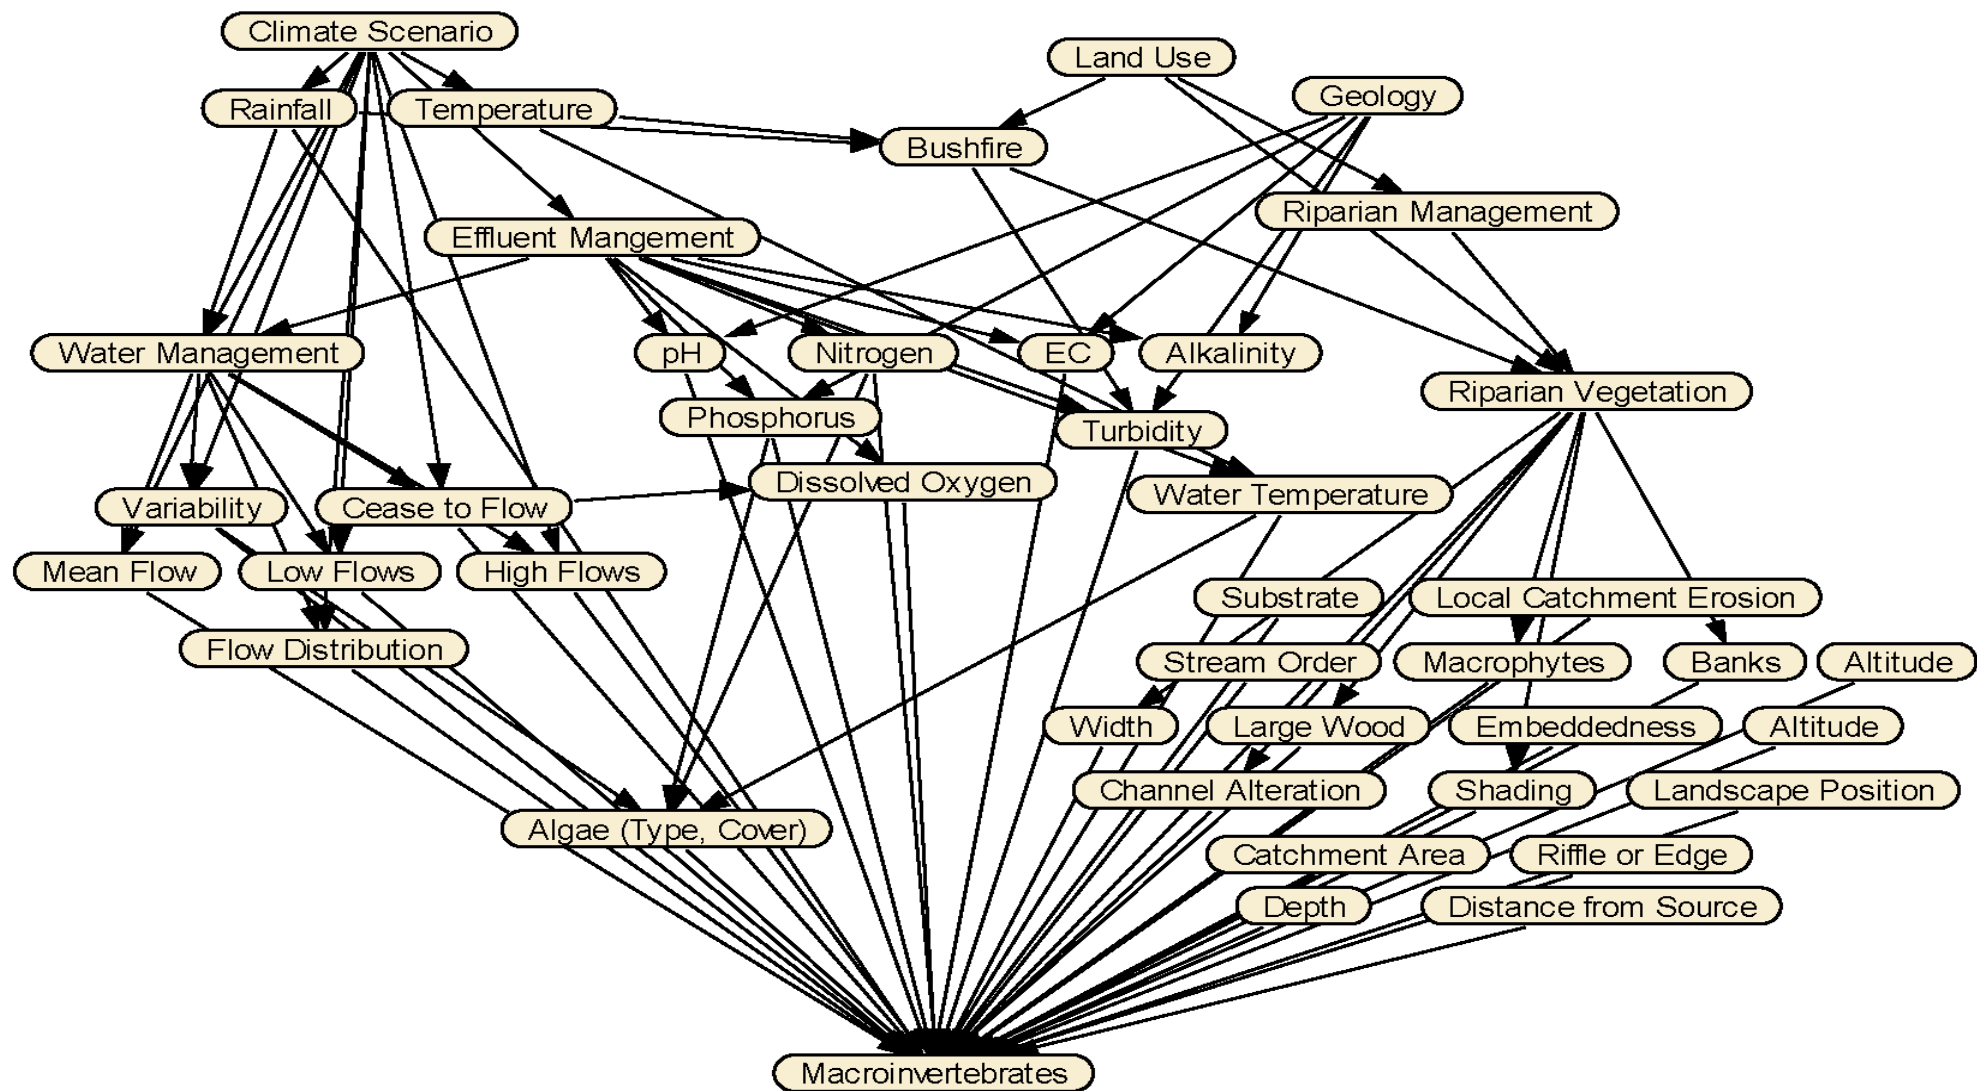 Climate Scenario
Land Use
Geology
Rainfall
Temperature
Bushfire
Riparian Management
Effluent Mangement
Water Management
pH
Nitrogen
EC
Alkalinity
Riparian Vegetation
Phosphorus
Turbidity
Dissolved Oxygen
Water Temperature
Variability
Cease to Flow
Mean Flow
Low Flows
High Flows
Substrate
Local Catchment Erosion
Flow Distribution
Stream Order
Macrophytes
Banks
Altitude
Width
Large Wood
Embeddedness
Altitude
Channel Alteration
Shading
Landscape Position
Algae (Type, Cover)
Catchment Area
Riffle or Edge
Depth
Distance from Source
Macroinvertebrates